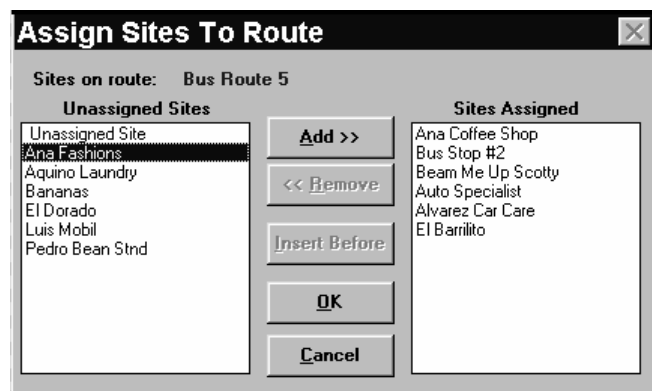 Assign Sites To Route
Sites on route: Bus Route 5
Unassigned Sites
Unassigned Site
Ana Fashions
Aquino Laundry
Bananas
El Dorado
Luis Mobil
Pedro Bean Stnd
Add >>
<< Remove
Insert Before
OK
Cancel
Sites Assigned
Ana Coffee Shop
Bus Stop #2
Beam Me Up Scotty
Auto Specialist
Alvarez Car Care
El Barrilito